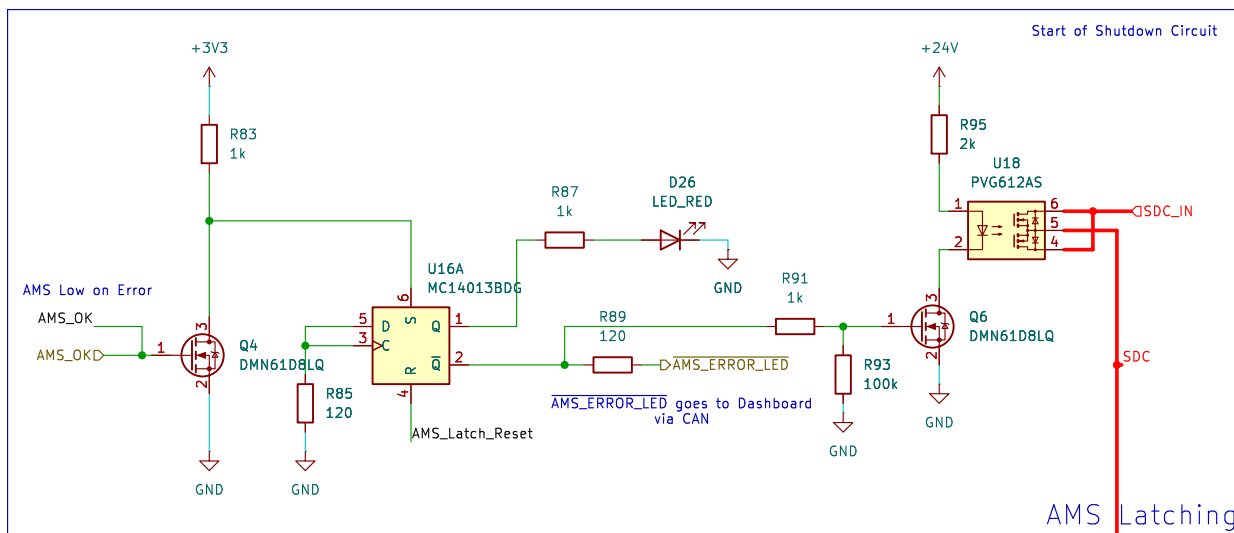 Start of Shutdown Circuit
+3V3
+24V
R83
1k
R95
2k
U18
PVG612AS
1
2
6
5
4
SDC_IN
R87
1k
D26
LED_RED
GND
U16A
MC14013BDG
6
S
5
D
3
C
Q
1
Q̅
2
R
4
AMS Low on Error
AMS_OK
AMS_OK
1
3
2
Q4
DMN61D8LQ
R85
120
AMS_Latch_Reset
GND
GND
R89
120
AMS_ERROR_LED
AMS_ERROR_LED goes to Dashboard
via CAN
R91
1k
R93
100k
GND
1
3
2
Q6
DMN61D8LQ
GND
SDC
AMS Latching